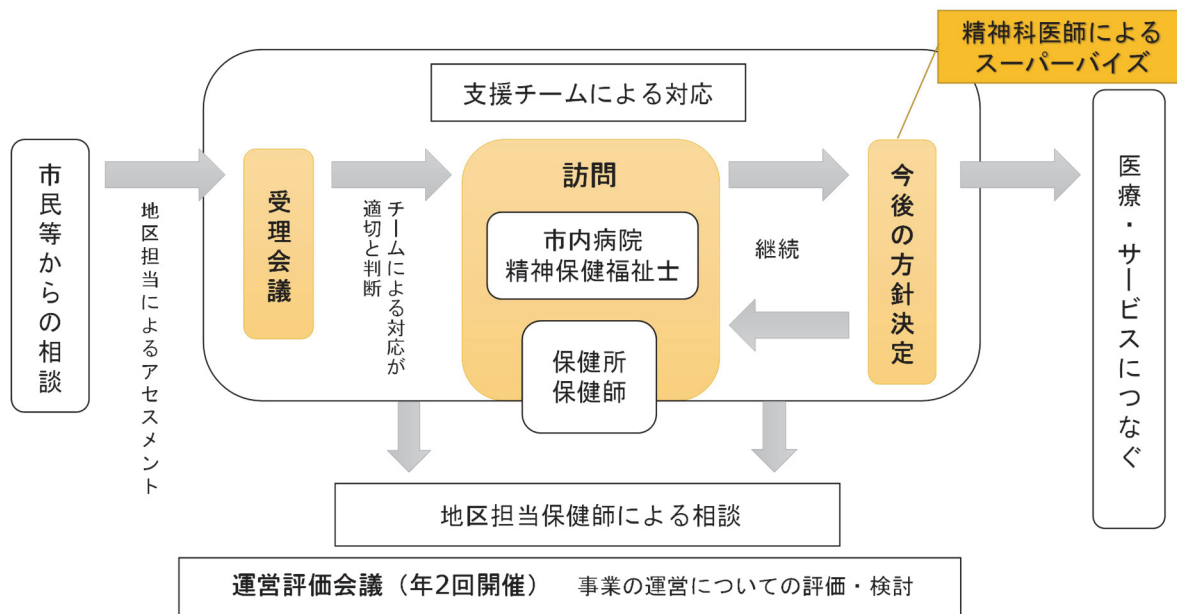 精神科医師による
スーパーバイズ
支援チームによる対応
市民等からの相談
地区担当によるアセスメント
受理会議
チームによる対応が
適切と判断
訪問
市内病院
精神保健福祉士
保健所
保健師
継続
今後の方針決定
医療・サービスにつなぐ
地区担当保健師による相談
運営評価会議（年2回開催）　事業の運営についての評価・検討